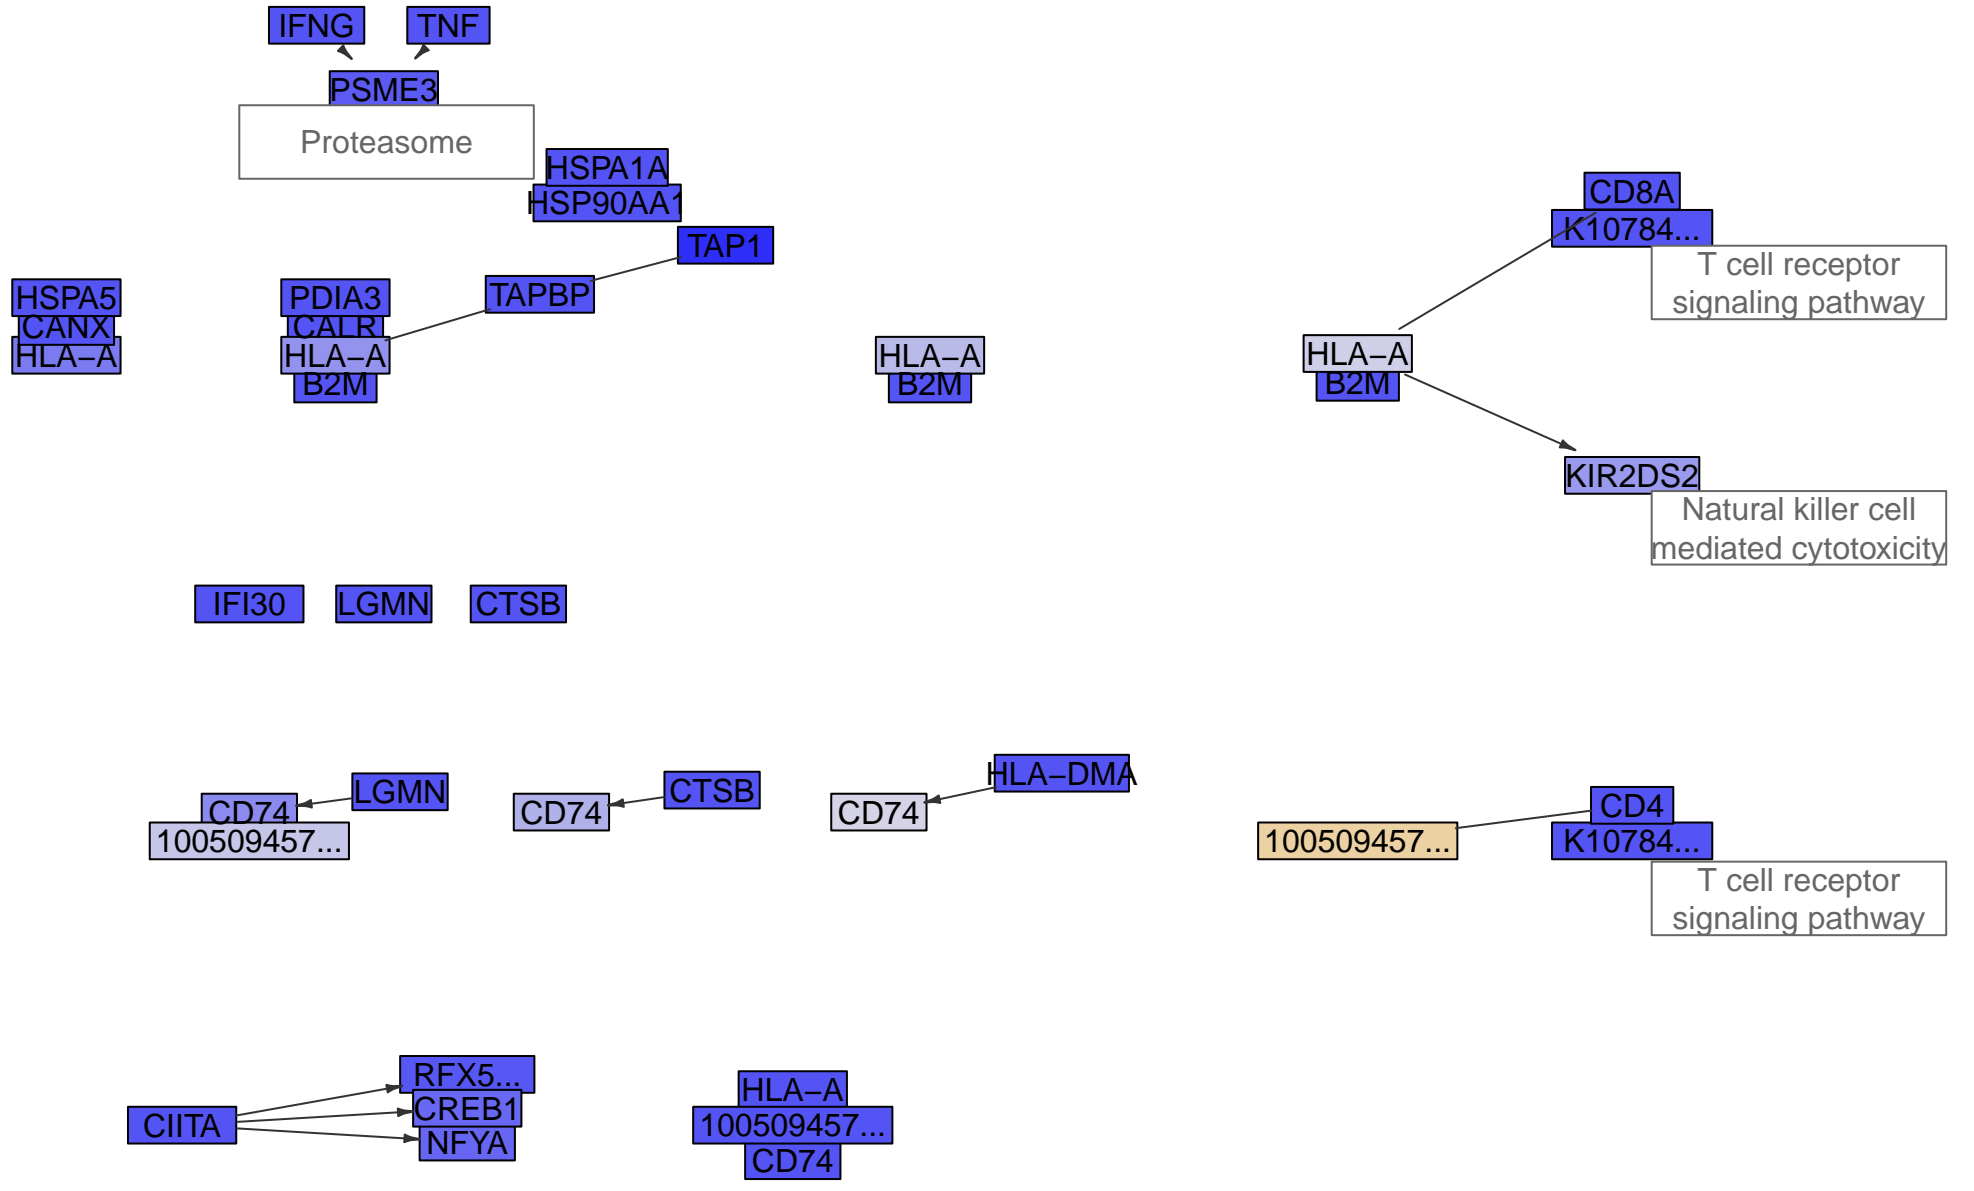 IFNG
TNF
PSME3
Proteasome
HSPA1A
HSP90AA1
TAP1
TAPBP
HSPA5
CANX
HLA−A
PDIA3
CALR
HLA−A
B2M
HLA−A
B2M
HLA−A
B2M
CD8A
K10784...
T cell receptor
signaling pathway
KIR2DS2
Natural killer cell
mediated cytotoxicity
IFI30
LGMN
CTSB
LGMN
CD74
100509457...
CTSB
CD74
HLA−DMA
CD74
100509457...
CD4
K10784...
T cell receptor
signaling pathway
CIITA
RFX5...
CREB1
NFYA
HLA−A
100509457...
CD74